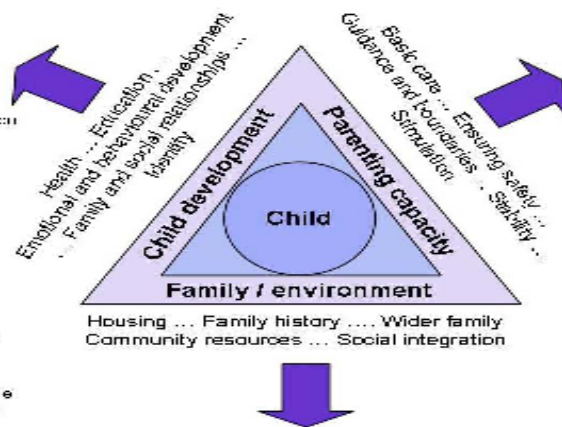 Health ... Education ...
Emotional and behavioural development
... Family and social relationships ...
Identity
Basic care ... Ensuring safety ...
Guidance and boundaries ... Stability ...
Stimulation
Child development
Parenting capacity
Child
Family / environment
Housing ... Family history .... Wider family
Community resources ... Social integration